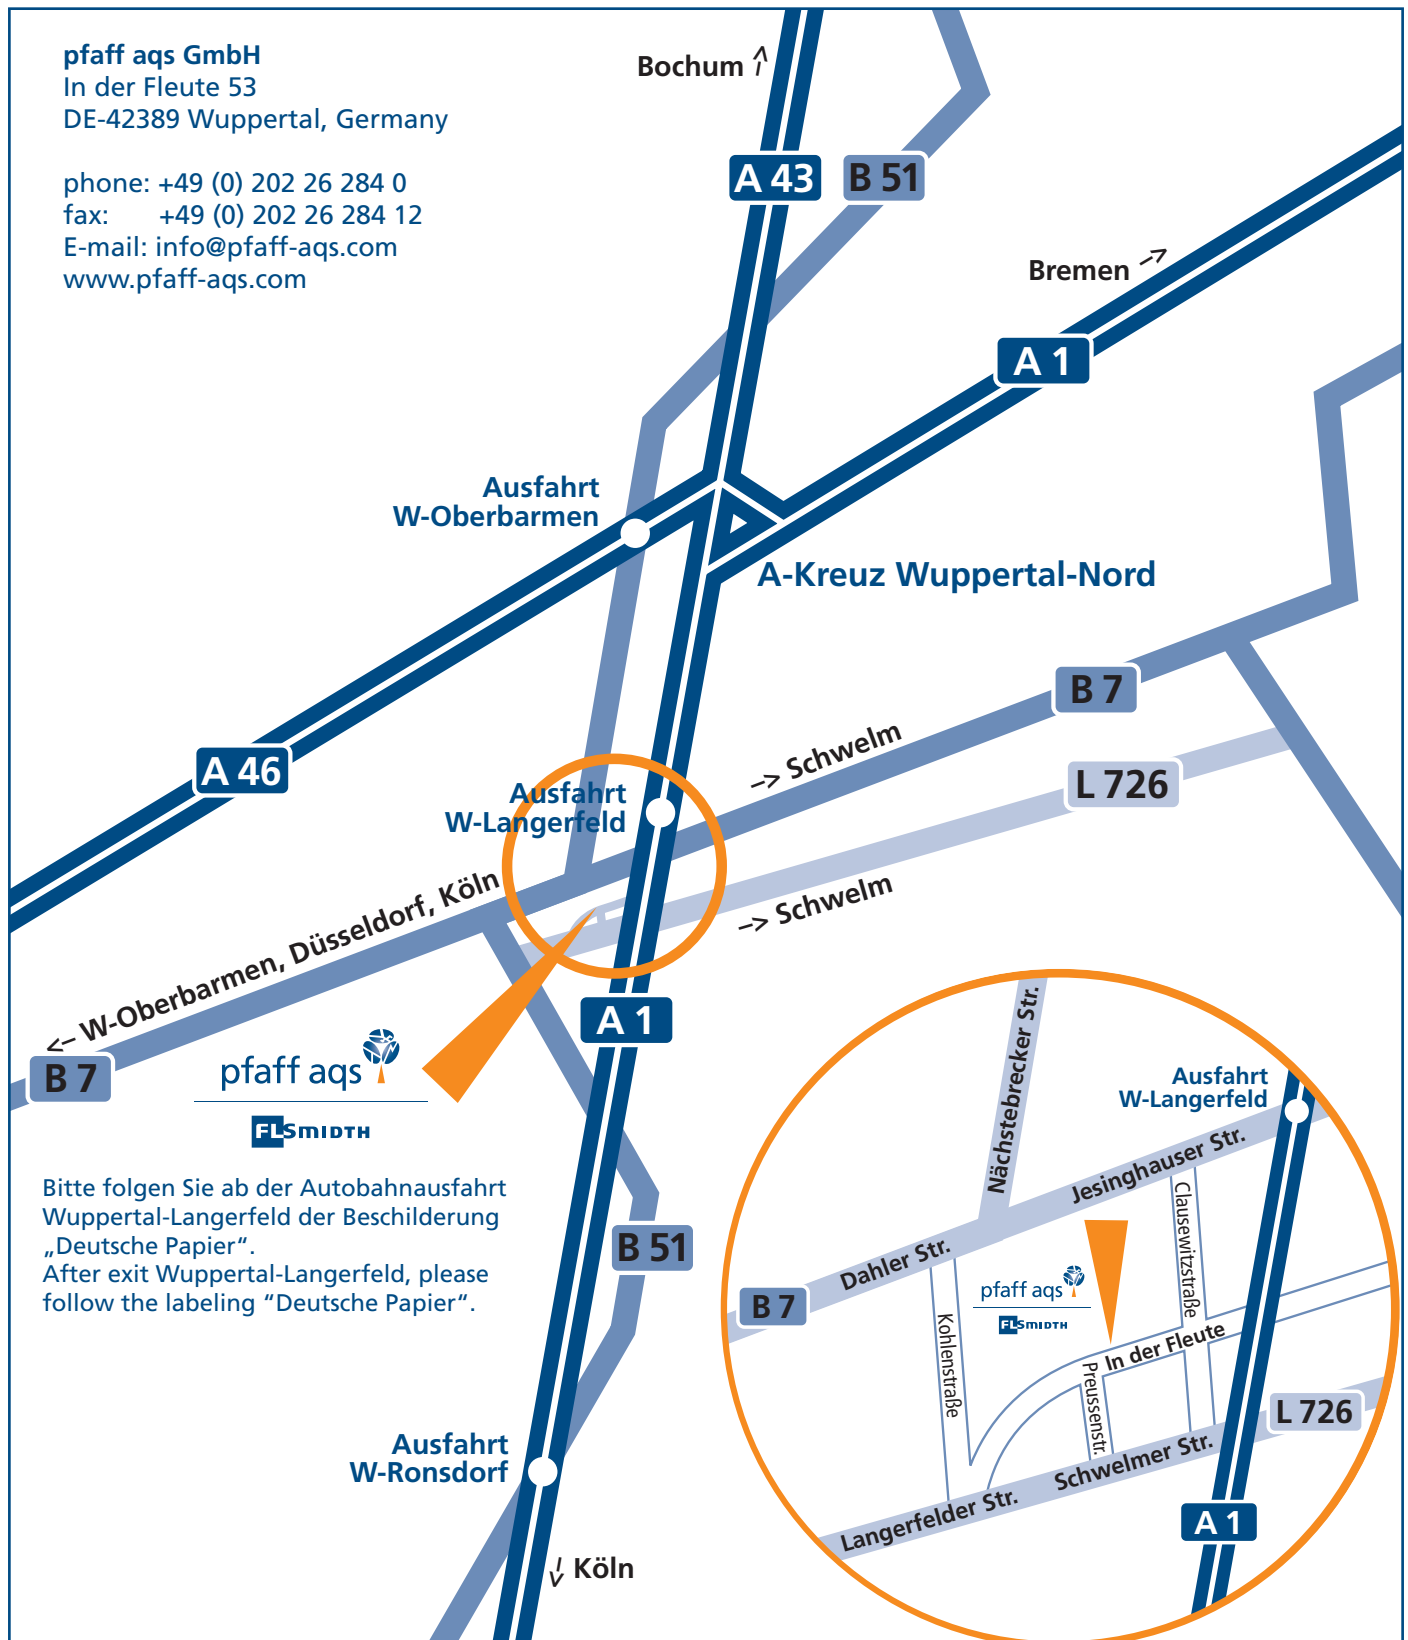 pfaff aqs GmbH
In der Fleute 53
DE-42389 Wuppertal, Germany
phone: +49 (0) 202 26 284 0
fax: +49 (0) 202 26 284 12
E-mail: info@pfaff-aqs.com
www.pfaff-aqs.com
Bochum
A 43
B 51
Bremen
A 1
Ausfahrt
W-Oberbarmen
A-Kreuz Wuppertal-Nord
B 7
A 46
--> Schwelm
L 726
Ausfahrt
W-Langerfeld
--> Schwelm
<-- W-Oberbarmen, Düsseldorf, Köln
A 1
B 7
pfaff aqs
FLSMIDTH
Bitte folgen Sie ab der Autobahnausfahrt
Wuppertal-Langerfeld der Beschilderung
„Deutsche Papier“.
After exit Wuppertal-Langerfeld, please
follow the labeling “Deutsche Papier”.
B 51
Ausfahrt
W-Ronsdorf
Köln
Nächstebrecker Str.
Ausfahrt
W-Langerfeld
Jesinghauser Str.
Clausewitzstraße
Dahler Str.
B 7
pfaff aqs
FLSMIDTH
Kohlenstraße
In der Fleute
Preussenstr.
L 726
Schwelmer Str.
Langerfelder Str.
A 1